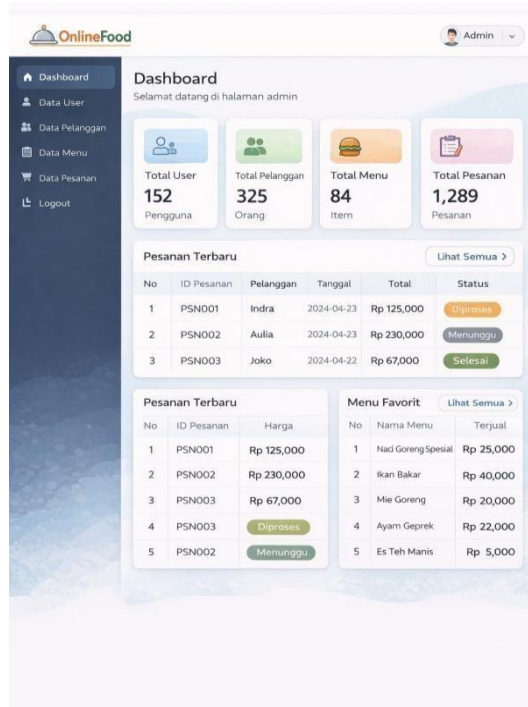 OnlineFood
Admin
Dashboard
Data User
Data Pelanggan
Data Menu
Data Pesanan
Logout
Dashboard
Selamat datang di halaman admin
Total User
152
Pengguna
Total Pelanggan
325
Orang
Total Menu
84
Item
Total Pesanan
1,289
Pesanan
Pesanan Terbaru
Lihat Semua >
No ID Pesanan Pelanggan Tanggal Total Status
1 PSN001 Indra 2024-04-23 Rp 125,000 Diproses
2 PSN002 Aulia 2024-04-23 Rp 230,000 Menunggu
3 PSN003 Joko 2024-04-22 Rp 67,000 Selesai
Pesanan Terbaru
No ID Pesanan Harga
1 PSN001 Rp 125,000
2 PSN002 Rp 230,000
3 PSN003 Rp 67,000
4 PSN003 Diproses
5 PSN002 Menunggu
Menu Favorit
Lihat Semua >
No Nama Menu Terjual
1 Naci Goreng Spesial Rp 25,000
2 Ikan Bakar Rp 40,000
3 Mie Goreng Rp 20,000
4 Ayam Geprek Rp 22,000
5 Es Teh Manis Rp 5,000